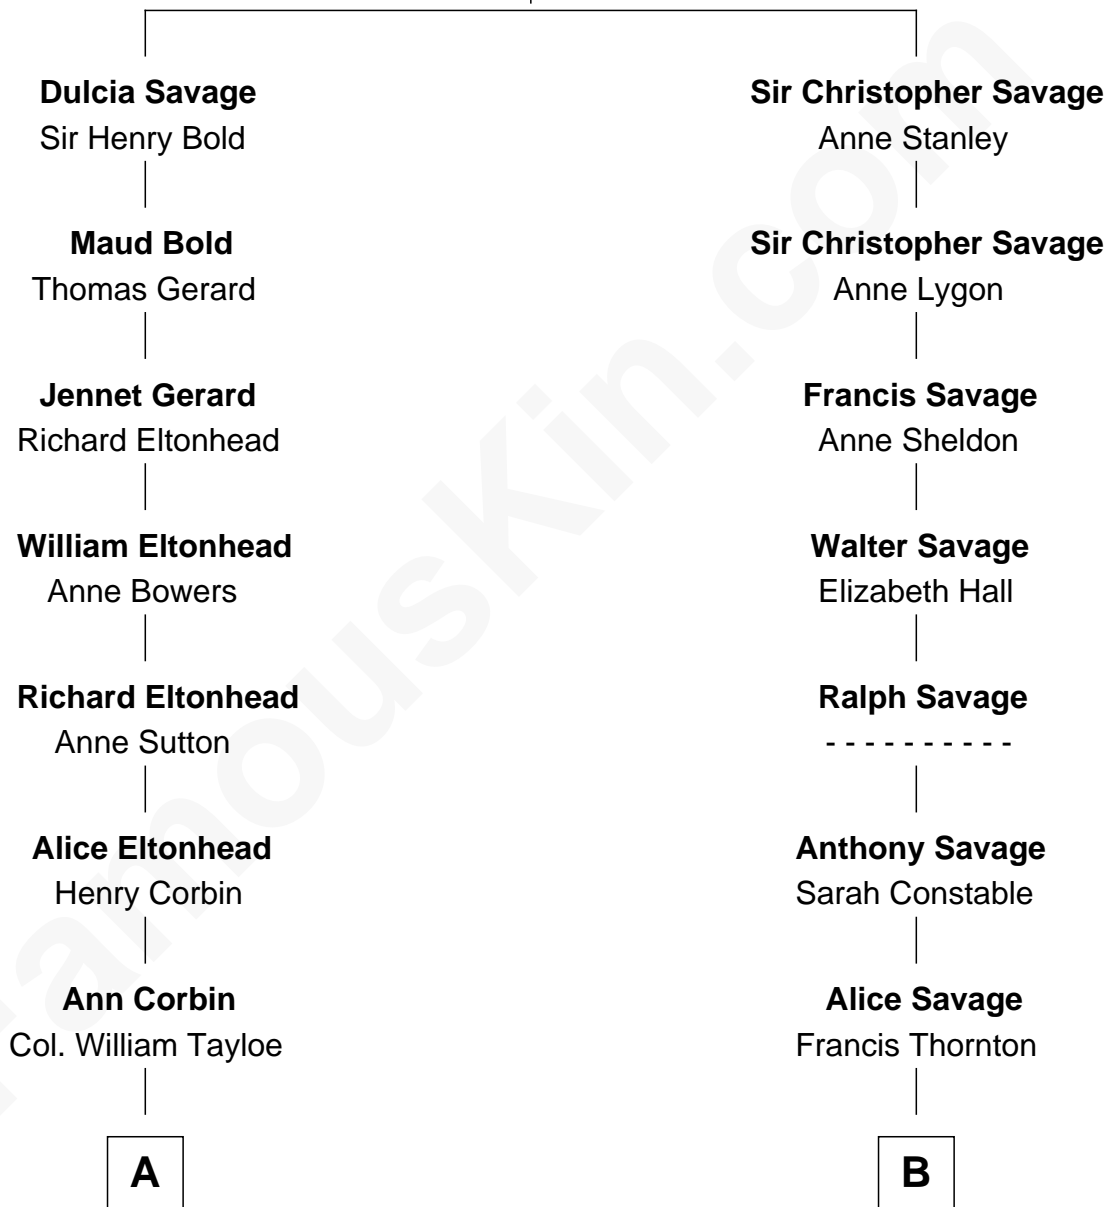 Dulcia Savage
Sir Henry Bold
Maud Bold
Thomas Gerard
Jennet Gerard
Richard Eltonhead
William Eltonhead
Anne Bowers
Richard Eltonhead
Anne Sutton
Alice Eltonhead
Henry Corbin
Ann Corbin
Col. William Tayloe
A
Sir Christopher Savage
Anne Stanley
Sir Christopher Savage
Anne Lygon
Francis Savage
Anne Sheldon
Walter Savage
Elizabeth Hall
Ralph Savage
- - - - - - - - - -
Anthony Savage
Sarah Constable
Alice Savage
Francis Thornton
B
FamousKin.com